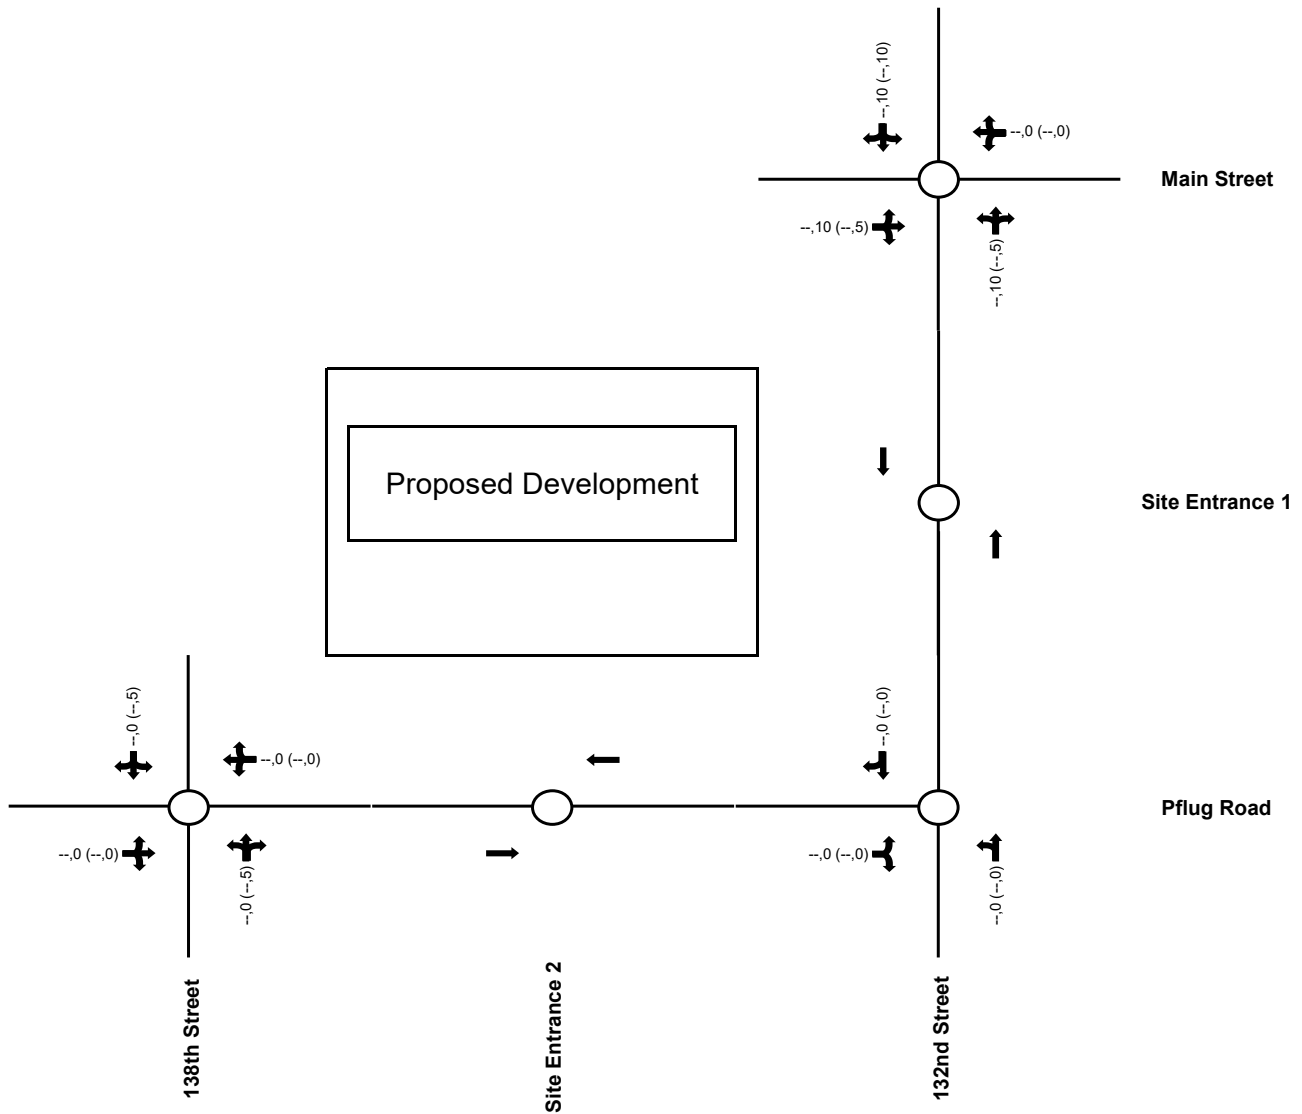 --,10 (--,10)
--,0 (--,0)
Main Street
--,10 (--,5)
--,10 (--,5)
Proposed Development
Site Entrance 1
--,0 (--,5)
--,0 (--,0)
--,0 (--,0)
Pflug Road
--,0 (--,0)
--,0 (--,5)
--,0 (--,0)
--,0 (--,0)
138th Street
Site Entrance 2
132nd Street